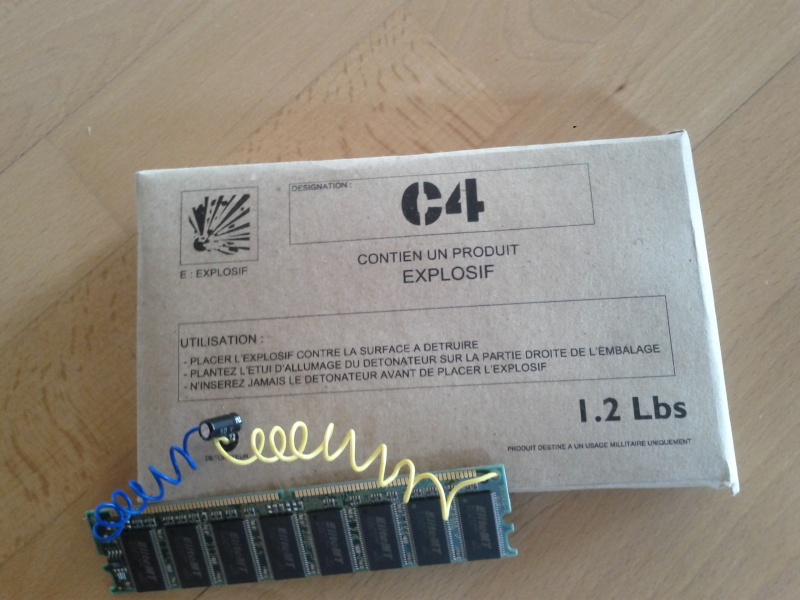 DESIGNATION :
C4
E : EXPLOSIF
CONTIEN UN PRODUIT
EXPLOSIF
UTILISATION :
- PLACER L'EXPLOSIF CONTRE LA SURFACE A DETRUIRE
- PLANTEZ L'ETUI D'ALLUMAGE DU DETONATEUR SUR LA PARTIE DROITE DE L'EMBALAGE
- N'INSEREZ JAMAIS LE DETONATEUR AVANT DE PLACER L'EXPLOSIF
1.2 Lbs
PRODUIT DESTINE A UN USAGE MILITAIRE UNIQUEMENT